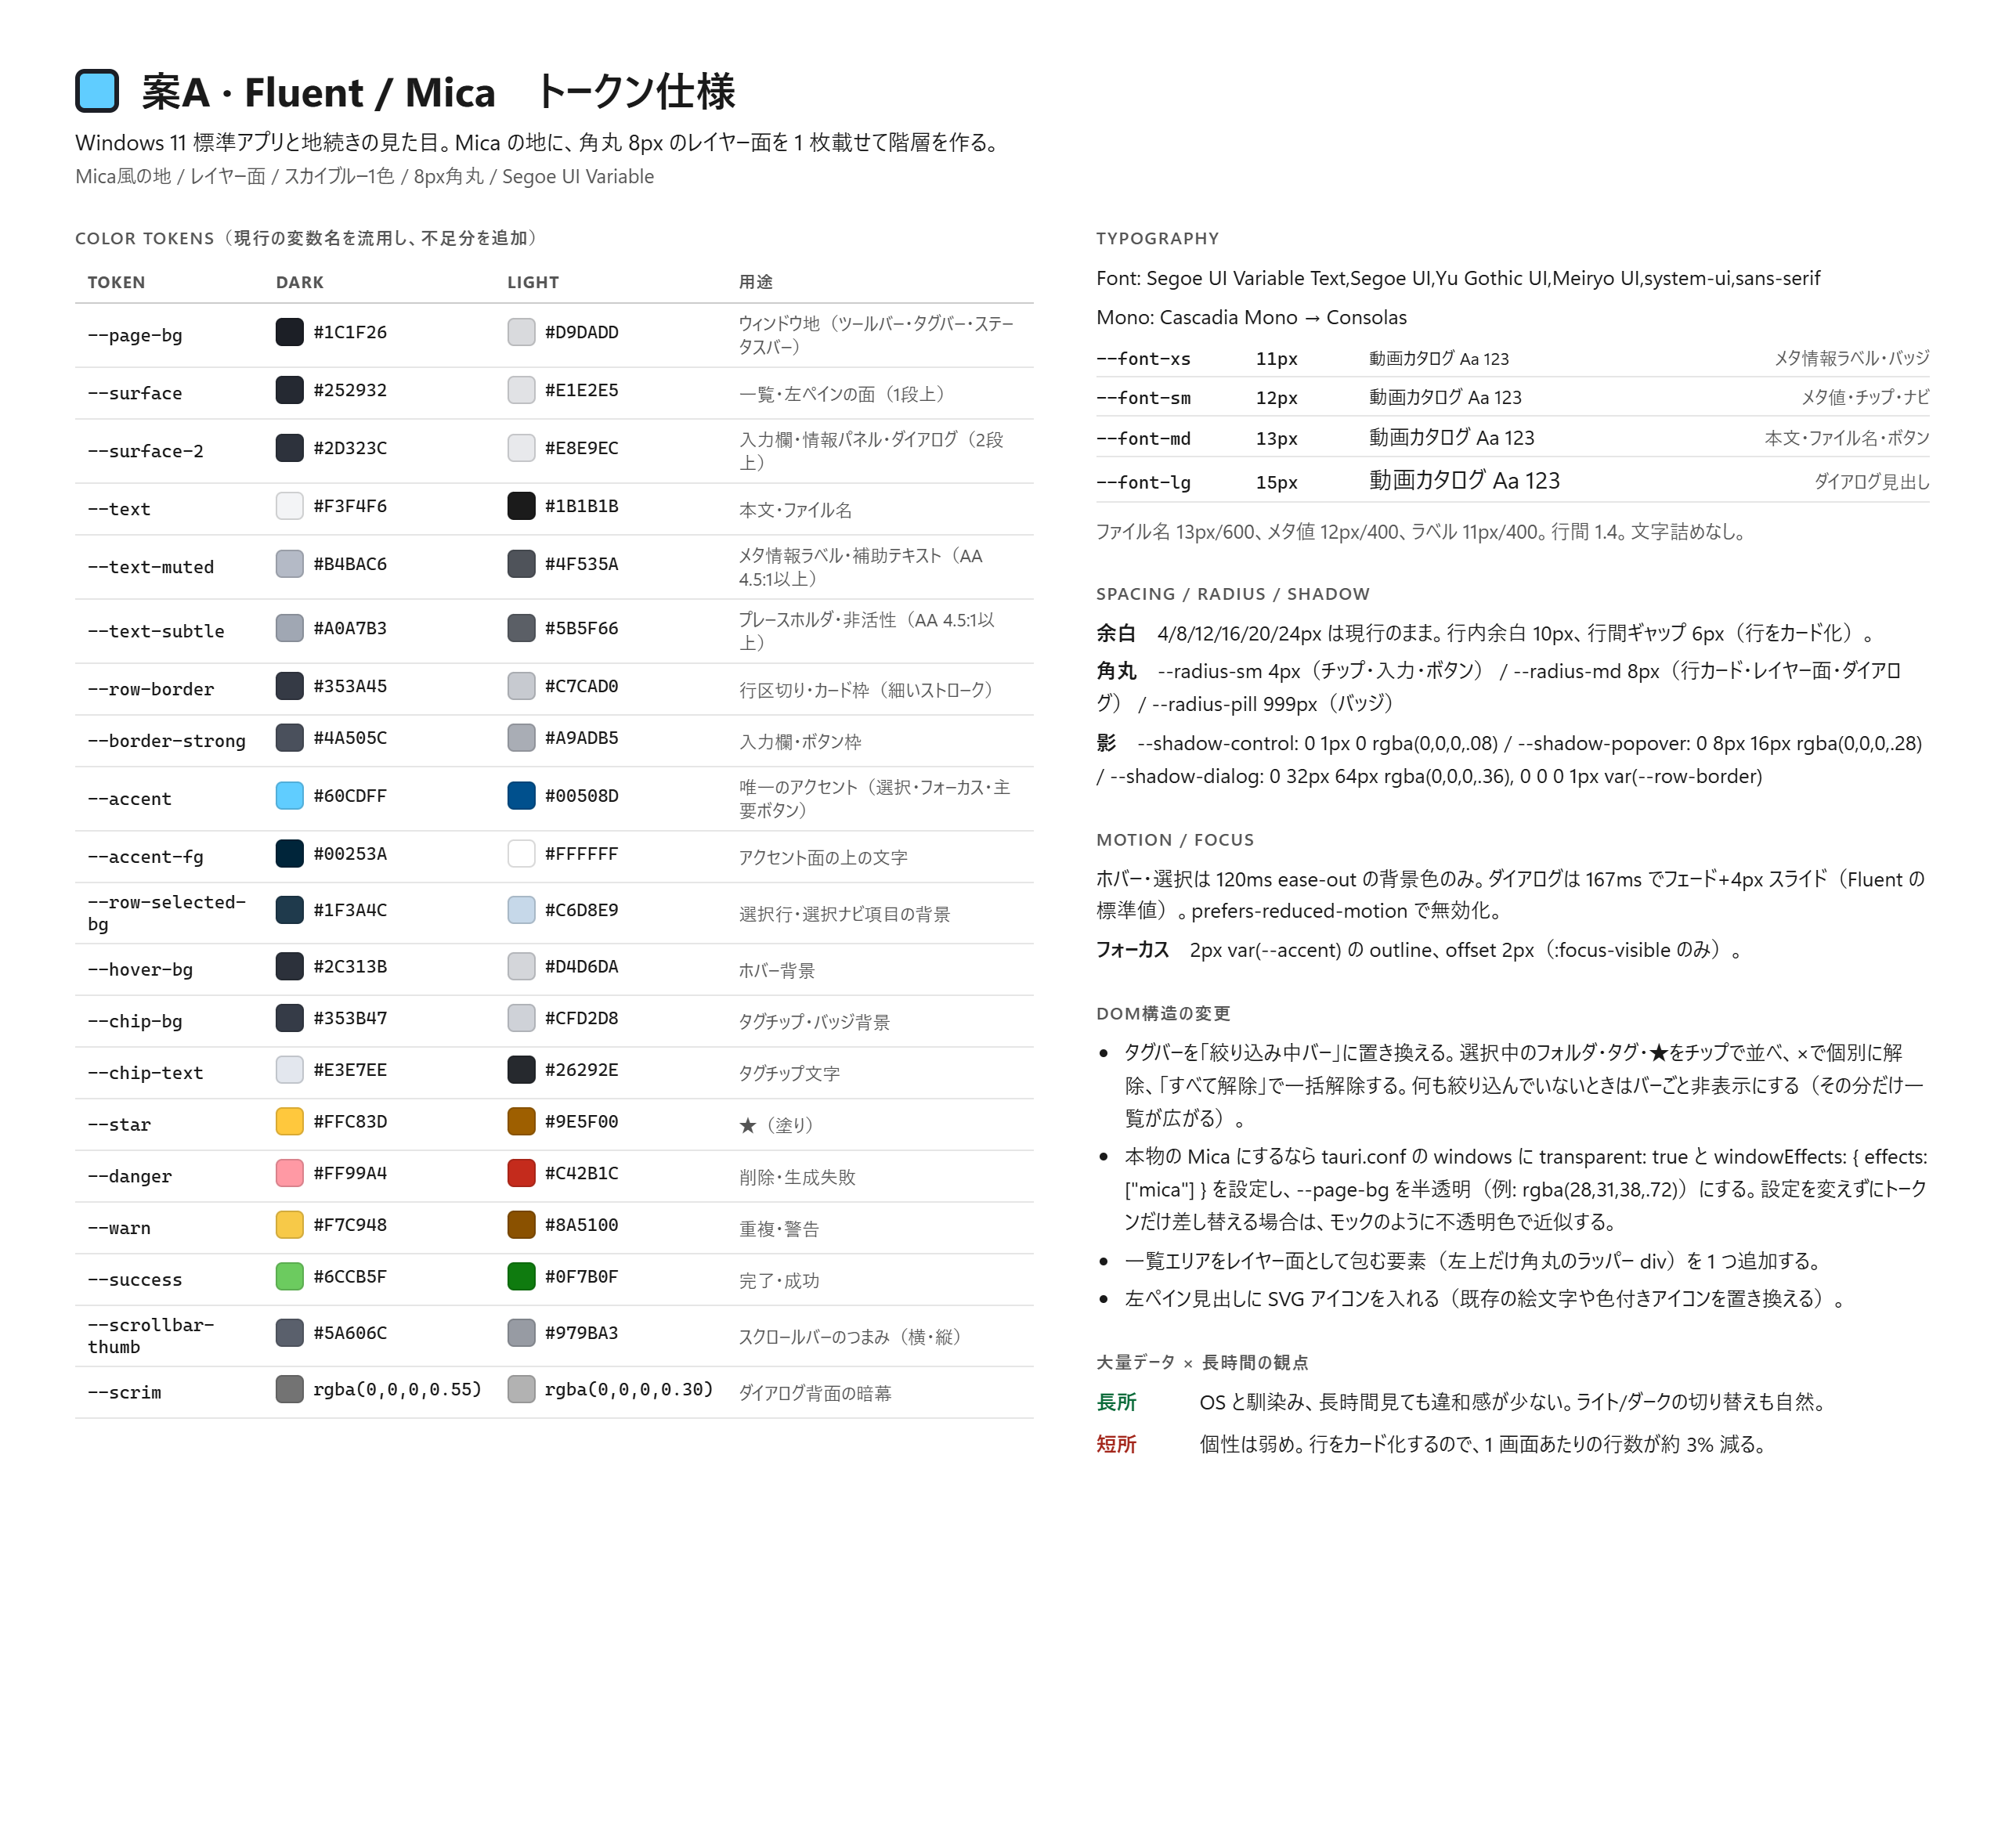 案A · Fluent / Mica　トークン仕様
Windows 11 標準アプリと地続きの見た目。Mica の地に、角丸 8px のレイヤー面を 1 枚載せて階層を作る。
Mica風の地 / レイヤー面 / スカイブルー1色 / 8px角丸 / Segoe UI Variable
COLOR TOKENS（現行の変数名を流用し、不足分を追加）
TOKEN DARK LIGHT 用途
--page-bg #1C1F26 #D9DADD ウィンドウ地（ツールバー・タグバー・ステー
タスバー）
--surface #252932 #E1E2E5 一覧・左ペインの面（1段上）
--surface-2 #2D323C #E8E9EC 入力欄・情報パネル・ダイアログ（2段
上）
--text #F3F4F6 #1B1B1B 本文・ファイル名
--text-muted #B4BAC6 #4F535A メタ情報ラベル・補助テキスト（AA
4.5:1以上）
--text-subtle #A0A7B3 #5B5F66 プレースホルダ・非活性（AA 4.5:1以
上）
--row-border #353A45 #C7CAD0 行区切り・カード枠（細いストローク）
--border-strong #4A505C #A9ADB5 入力欄・ボタン枠
--accent #60CDFF #00508D 唯一のアクセント（選択・フォーカス・主
要ボタン）
--accent-fg #00253A #FFFFFF アクセント面の上の文字
--row-selected-
bg #1F3A4C #C6D8E9 選択行・選択ナビ項目の背景
--hover-bg #2C313B #D4D6DA ホバー背景
--chip-bg #353B47 #CFD2D8 タグチップ・バッジ背景
--chip-text #E3E7EE #26292E タグチップ文字
--star #FFC83D #9E5F00 ★（塗り）
--danger #FF99A4 #C42B1C 削除・生成失敗
--warn #F7C948 #8A5100 重複・警告
--success #6CCB5F #0F7B0F 完了・成功
--scrollbar-
thumb #5A606C #979BA3 スクロールバーのつまみ（横・縦）
--scrim rgba(0,0,0,0.55) rgba(0,0,0,0.30) ダイアログ背面の暗幕
TYPOGRAPHY
Font: Segoe UI Variable Text,Segoe UI,Yu Gothic UI,Meiryo UI,system-ui,sans-serif
Mono: Cascadia Mono → Consolas
--font-xs 11px 動画カタログ Aa 123 メタ情報ラベル・バッジ
--font-sm 12px 動画カタログ Aa 123 メタ値・チップ・ナビ
--font-md 13px 動画カタログ Aa 123 本文・ファイル名・ボタン
--font-lg 15px 動画カタログ Aa 123 ダイアログ見出し
ファイル名 13px/600、メタ値 12px/400、ラベル 11px/400。行間 1.4。文字詰めなし。
SPACING / RADIUS / SHADOW
余白　4/8/12/16/20/24px は現行のまま。行内余白 10px、行間ギャップ 6px（行をカード化）。
角丸　--radius-sm 4px（チップ・入力・ボタン） / --radius-md 8px（行カード・レイヤー面・ダイアロ
グ） / --radius-pill 999px（バッジ）
影　--shadow-control: 0 1px 0 rgba(0,0,0,.08) / --shadow-popover: 0 8px 16px rgba(0,0,0,.28)
/ --shadow-dialog: 0 32px 64px rgba(0,0,0,.36), 0 0 0 1px var(--row-border)
MOTION / FOCUS
ホバー・選択は 120ms ease-out の背景色のみ。ダイアログは 167ms でフェード+4px スライド（Fluent の
標準値）。prefers-reduced-motion で無効化。
フォーカス　2px var(--accent) の outline、offset 2px（:focus-visible のみ）。
DOM構造の変更
● タグバーを「絞り込み中バー」に置き換える。選択中のフォルダ・タグ・★をチップで並べ、×で個別に解
除、「すべて解除」で一括解除する。何も絞り込んでいないときはバーごと非表示にする（その分だけ一
覧が広がる）。
● 本物の Mica にするなら tauri.conf の windows に transparent: true と windowEffects: { effects:
["mica"] } を設定し、--page-bg を半透明（例: rgba(28,31,38,.72)）にする。設定を変えずにトーク
ンだけ差し替える場合は、モックのように不透明色で近似する。
● 一覧エリアをレイヤー面として包む要素（左上だけ角丸のラッパー div）を 1 つ追加する。
● 左ペイン見出しに SVG アイコンを入れる（既存の絵文字や色付きアイコンを置き換える）。
大量データ × 長時間の観点
長所 OS と馴染み、長時間見ても違和感が少ない。ライト/ダークの切り替えも自然。
短所 個性は弱め。行をカード化するので、1 画面あたりの行数が約 3% 減る。